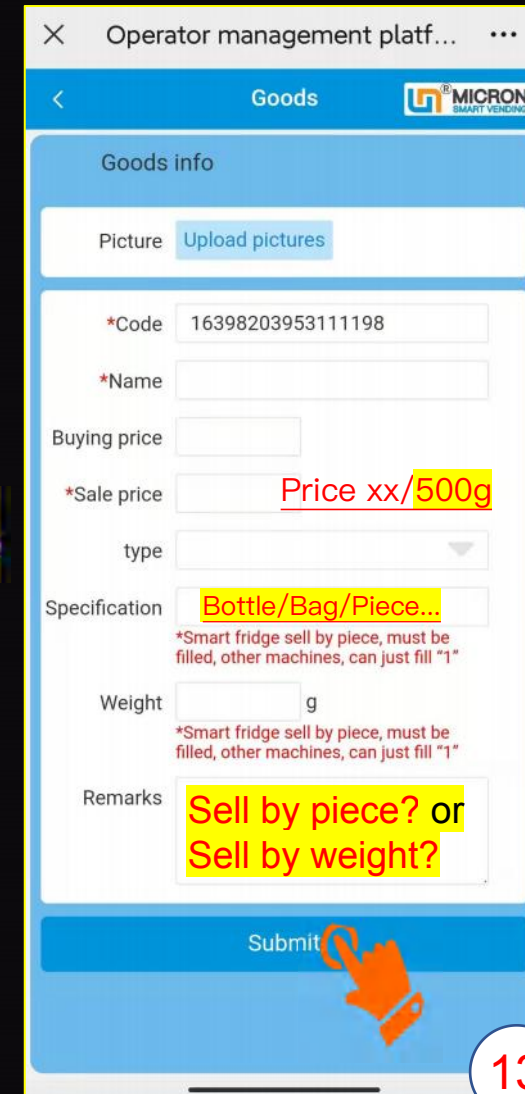 Operator management platf... ...
Goods
MICRON
SMART VENDING
Goods info
Picture Upload pictures
*Code 16398203953111198
*Name
Buying price
*Sale price Price xx/500g
type
Specification Bottle/Bag/Piece...
*Smart fridge sell by piece, must be
filled, other machines, can just fill "1"
Weight g
*Smart fridge sell by piece, must be
filled, other machines, can just fill "1"
Remarks Sell by piece? or
Sell by weight?
Submit
13